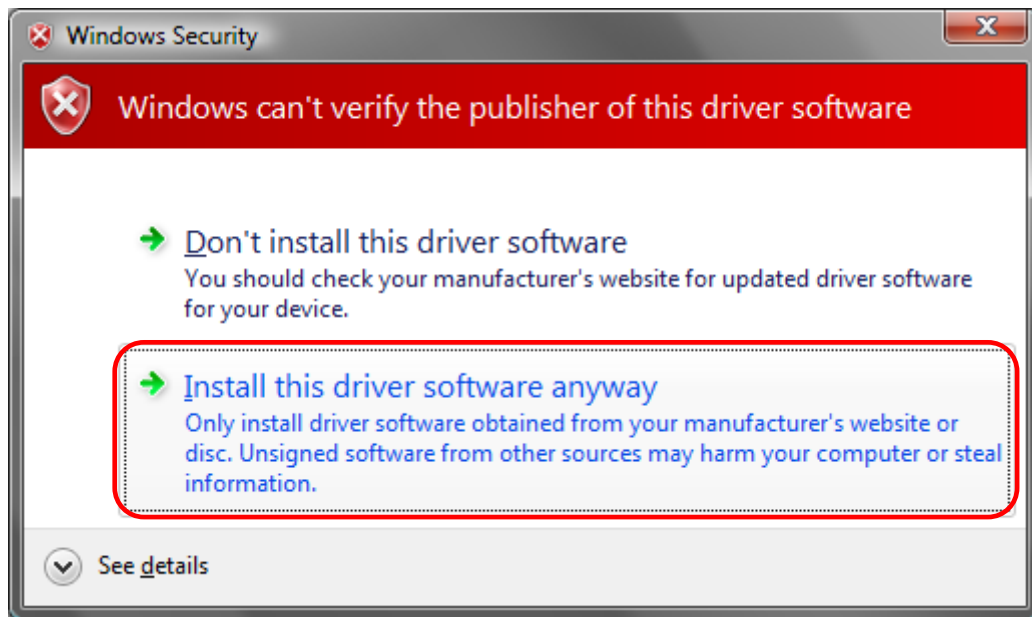 Windows Security
Windows can't verify the publisher of this driver software
Don't install this driver software
You should check your manufacturer's website for updated driver software
for your device.
Install this driver software anyway
Only install driver software obtained from your manufacturer's website or
disc. Unsigned software from other sources may harm your computer or steal
information.
See details